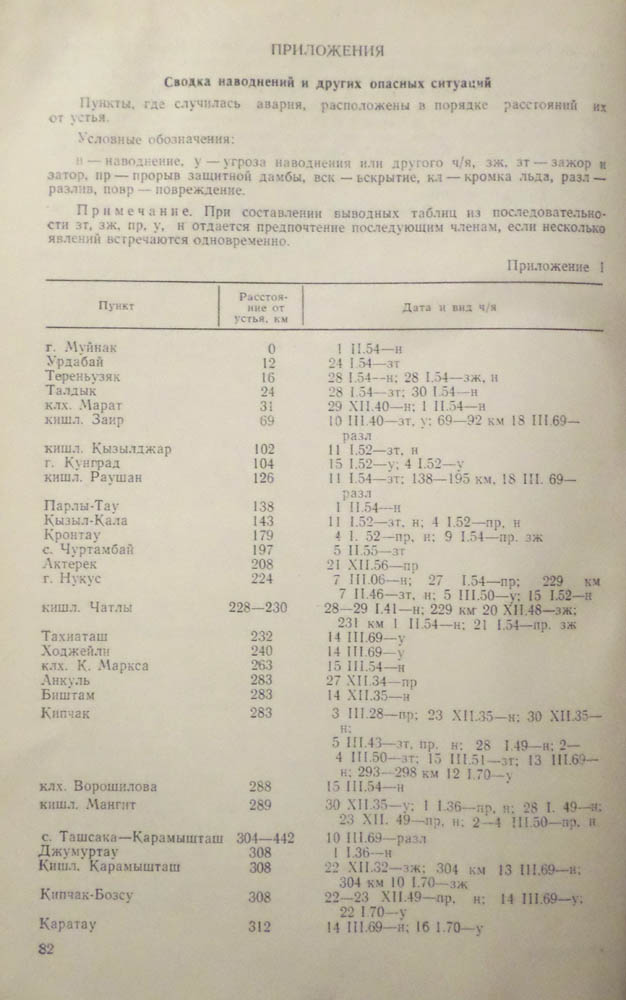 ПРИЛОЖЕНИЯ
Сводка наводнений и других опасных ситуаций
Пункты, где случилась авария, расположены в порядке расстояний их
от устья.
Условные обозначения:
н — наводнение, у — угроза наводнения или другого ч/я, зж, зт — зажор и
затор, пр — прорыв защитной дамбы, вск — вскрытие, кл — кромка льда, разл —
разлив, повр — повреждение.
Примечание. При составлении выводных таблиц из последовательно-
сти зт, зж, пр, у, н отдается предпочтение последующим членам, если несколько
явлений встречаются одновременно.
Приложение 1
Пункт Расстоя-ние от устья, км Дата и вид ч/я
г. Муйнак 0 1 II.54—н
Урдабай 12 24 I.54—зт
Тереньузяк 16 28 I.54—н; 28 I.54—зж, н
Талдык 24 28 I.54—зт; 30 I.54—н
клх. Марат 31 29 XII.40—н; 1 II.54—н
кишл. Заир 69 10 III.40—зт, у; 69—92 км 18 III.69—
разл
кишл. Кызылджар 102 11 I.52—зт, н
г. Кунград 104 15 I.52—у; 4 I.52—у
кишл. Раушан 126 11 I.54—зт; 138—195 км, 18 III. 69—
разл
Парлы-Тау 138 1 II.54—н
Кызыл-Кала 143 11 I.52—зт, н; 4 I.52—пр, н
Кронтау 179 4 I. 52—пр, н; 9 I.54—пр. зж
с. Чуртамбай 197 5 II.55—зт
Актерек 208 21 XII.56—пр
г. Нукус 224 7 III.06—н; 27 I.54—пр; 229 км
7 II.46—зт, н; 5 III.50—у; 15 I.52—н
кишл. Чатлы 228—230 28—29 I.41—н; 229 км 20 XII.48—зж;
231 км 1 II.54—н; 21 I.54—пр. зж
Тахиаташ 232 14 III.69—у
Ходжейли 240 14 III.69—у
клх. К. Маркса 263 15 III.54—н
Анкуль 283 27 XII.34—пр
Биштам 283 14 XII.35—н
Кипчак 283 3 III.28—пр; 23 XII.35—н; 30 XII.35—
н;
5 III.43—зт, пр. н; 28 I.49—н; 2—
4 III.50—зт; 15 III.51—зт; 13 III.69—
н; 293—298 км 12 I.70—у
клх. Ворошилова 288 15 III.54—н
кишл. Мангит 289 30 XII.35—у; 1 I.36—пр, н; 28 I. 49—н;
23 XII. 49—пр, н; 2—4 III.50—пр, н
с. Ташсака—Карамышташ 304—442 10 III.69—разл
Джумуртау 308 1 I.36—н
Кишл. Карамышташ 308 22 XII.32—зж; 304 км 13 III.69—н;
304 км 10 I.70—зж
Кипчак-Бозсу 308 22—23 XII.49—пр, н; 14 III.69—у;
22 I.70—у
Каратау 312 14 III.69—н; 16 I.70—у
82